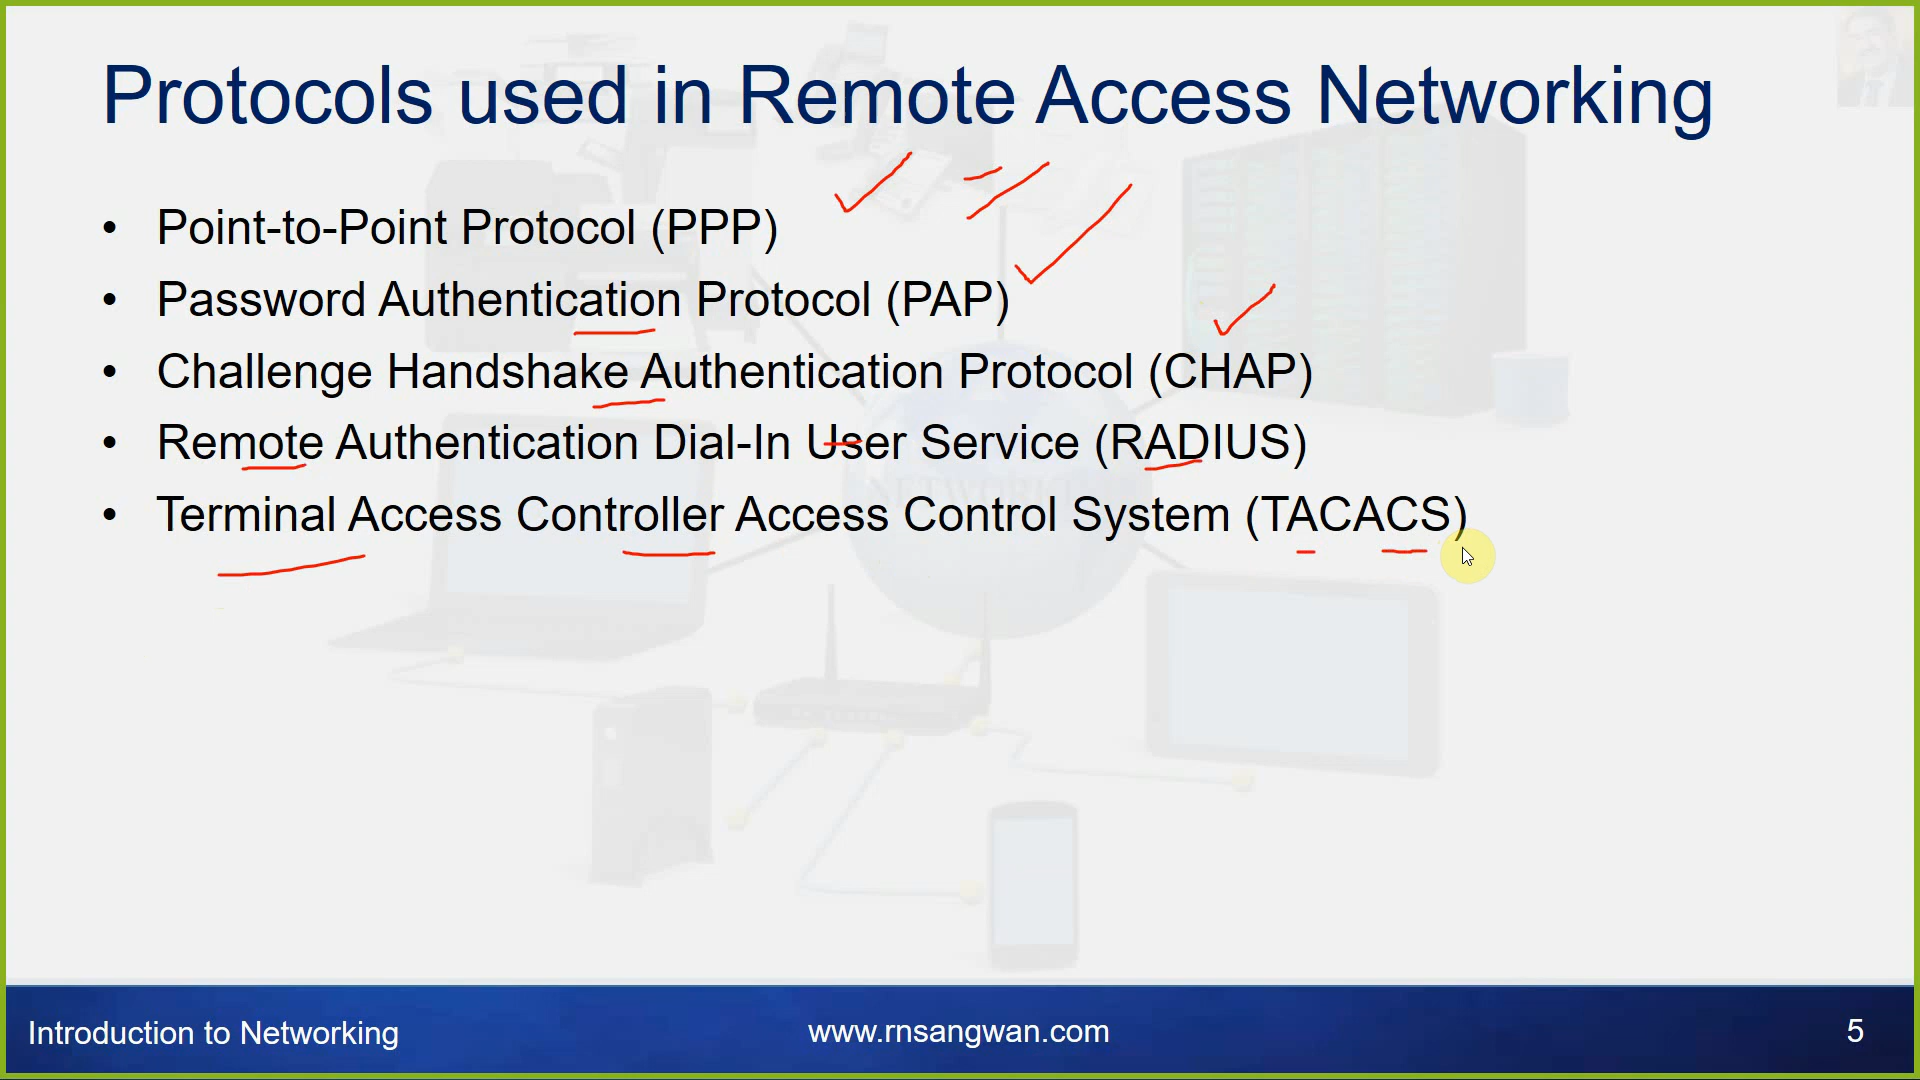 Protocols used in Remote Access Networking
• Point-to-Point Protocol (PPP)
• Password Authentication Protocol (PAP)
• Challenge Handshake Authentication Protocol (CHAP)
• Remote Authentication Dial-In User Service (RADIUS)
• Terminal Access Controller Access Control System (TACACS)
NETWORK
Introduction to Networking
www.rnsangwan.com
5